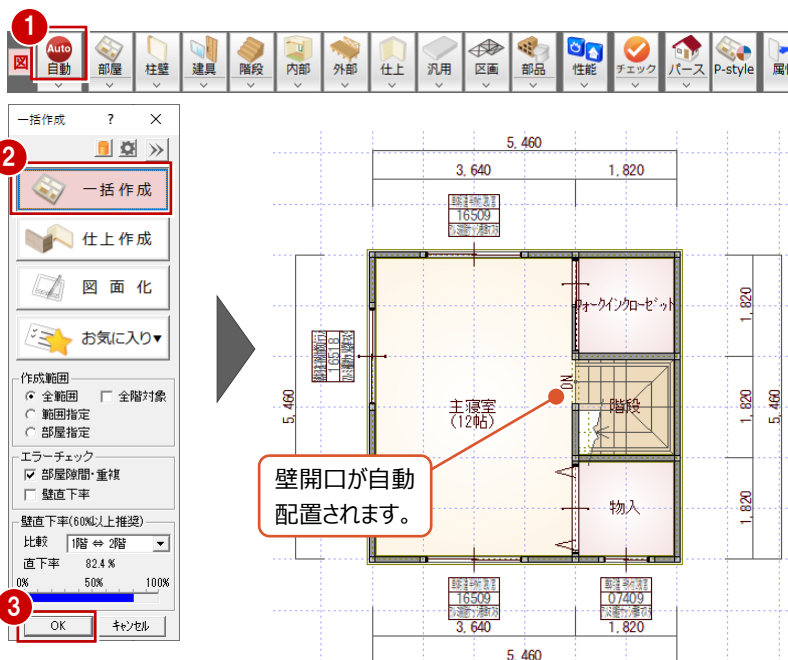 1
図
Auto
自動
部屋
柱壁
建具
階段
内部
外部
仕上
汎用
区画
部品
性能
チェック
パース
P-style
属性
一括作成 ? ×
2
一括作成
仕上作成
図面化
お気に入り▼
作成範囲
全範囲 全階対象
範囲指定
部屋指定
エラーチェック
部屋隙間・重複
壁直下率
壁直下率(60%以上推奨)
比較 1階 ⇔ 2階
直下率 82.4 %
0% 50% 100%
3
OK キャンセル
5,460
3,640 1,820
16509
ウォークインクローゼット
1,820
16518
5,460
主寝室
(12帖)
DN
階段
1,820
5,460
壁開口が自動
配置されます。
物入
1,820
16509
07409
3,640 1,820
5,460